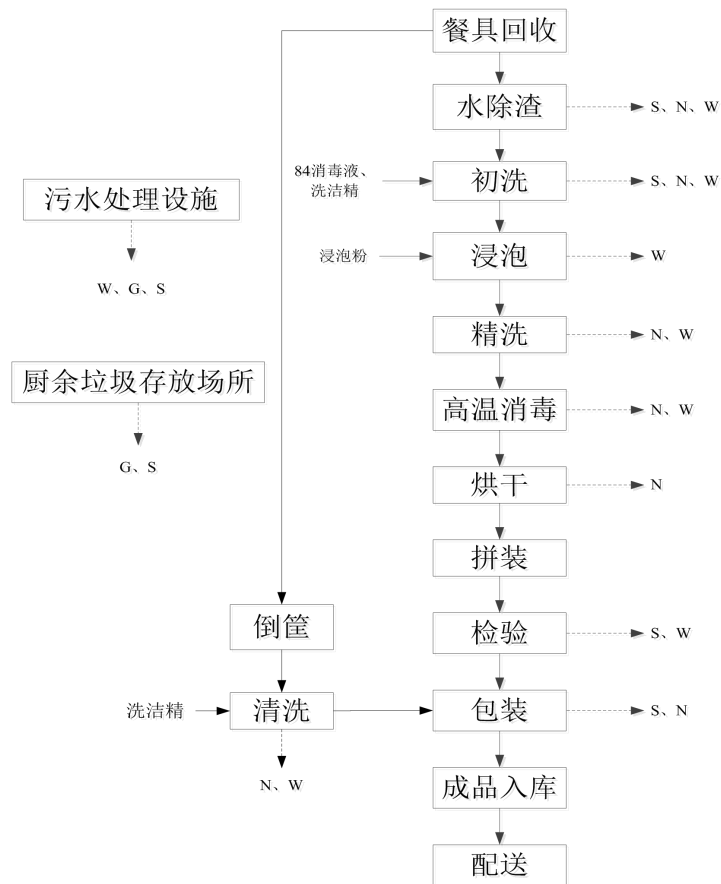 餐具回收
水除渣
S、N、W
84消毒液、
洗洁精
初洗
S、N、W
污水处理设施
W、G、S
浸泡粉
浸泡
W
精洗
N、W
厨余垃圾存放场所
G、S
高温消毒
N、W
烘干
N
拼装
倒筐
检验
S、W
洗洁精
清洗
包装
S、N
N、W
成品入库
配送